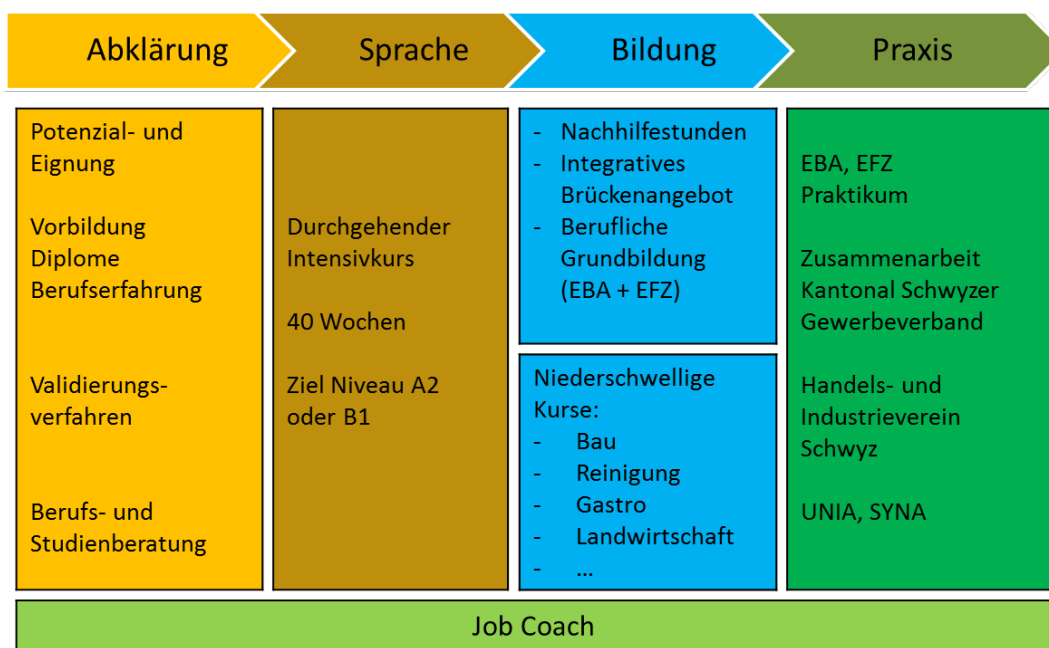 Abklärung
Sprache
Bildung
Praxis
Potenzial- und
Eignung
Vorbildung
Diplome
Berufserfahrung
Validierungs-
verfahren
Berufs- und
Studienberatung
Durchgehender
Intensivkurs
40 Wochen
Ziel Niveau A2
oder B1
- Nachhilfestunden
- Integratives
Brückenangebot
- Berufliche
Grundbildung
(EBA + EFZ)
Niederschwellige
Kurse:
- Bau
- Reinigung
- Gastro
- Landwirtschaft
- ...
EBA, EFZ
Praktikum
Zusammenarbeit
Kantonal Schwyzer
Gewerbeverband
Handels- und
Industrieverein
Schwyz
UNIA, SYNA
Job Coach